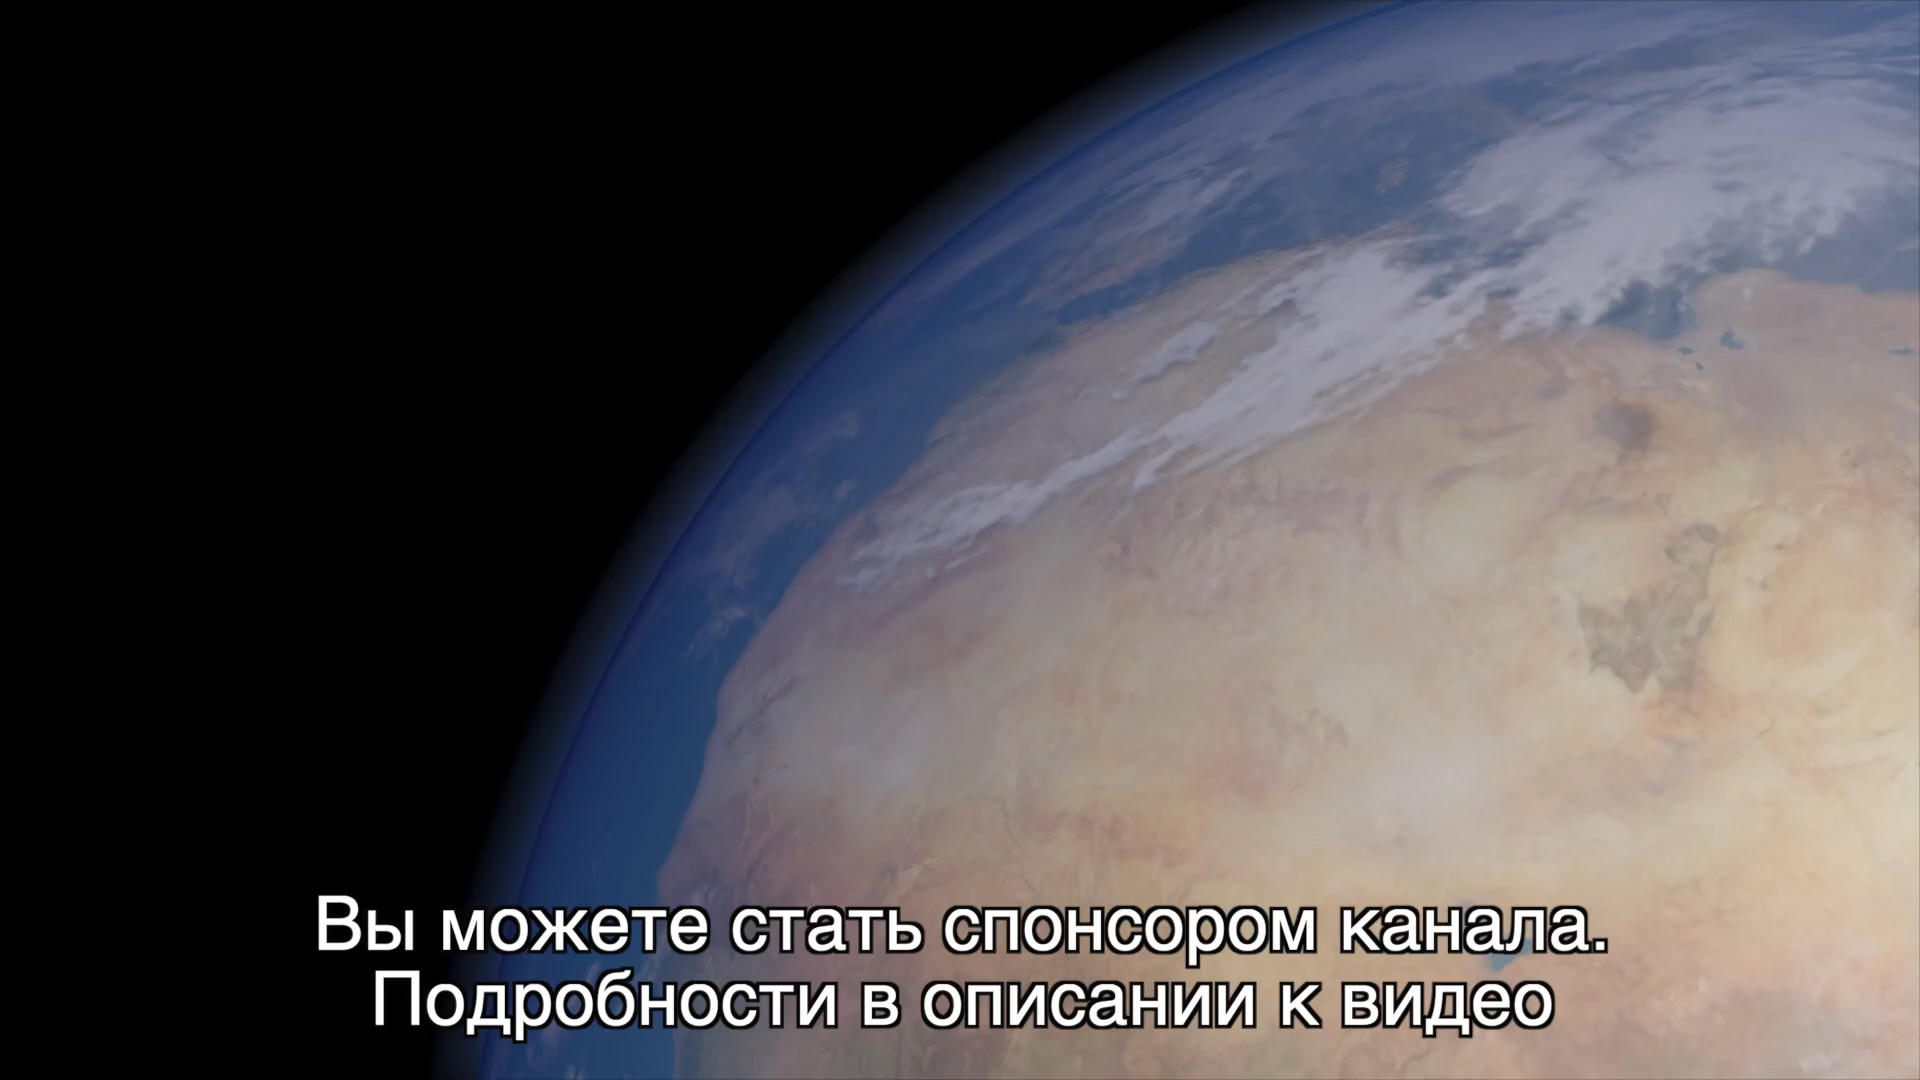 Вы можете стать спонсором канала.
Подробности в описании к видео